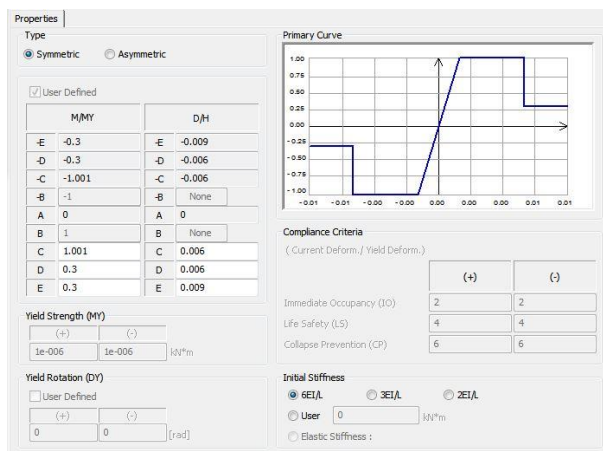 Properties
Type
Symmetric Asymmetric
User Defined
M/MY D/H
-E -0.3 -E -0.009
-D -0.3 -D -0.006
-C -1.001 -C -0.006
-B -1 -B None
A 0 A 0
B 1 B None
C 1.001 C 0.006
D 0.3 D 0.006
E 0.3 E 0.009
Yield Strength (MY)
(+) (-)
1e-006 1e-006 kN*m
Yield Rotation (DY)
User Defined
(+) (-)
0 0 [rad]
Primary Curve
1.00
0.75
0.50
0.25
0.00
-0.25
-0.50
-0.75
-1.00
-0.01 -0.01 -0.00 -0.00 0.00 0.00 0.00 0.01 0.01
Compliance Criteria
( Current Deform./ Yield Deform.)
(+) (-)
Immediate Occupancy (IO) 2 2
Life Safety (LS) 4 4
Collapse Prevention (CP) 6 6
Initial Stiffness
6EI/L 3EI/L 2EI/L
User 0 kN*m
Elastic Stiffness :